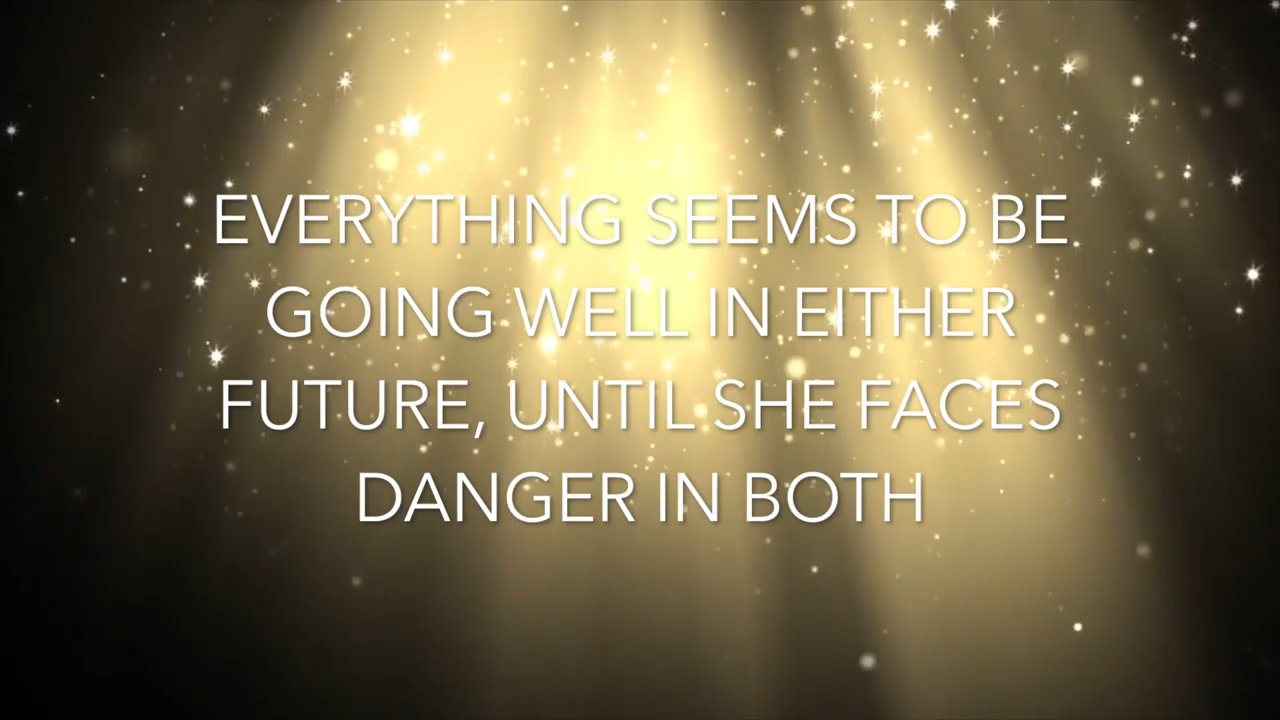 EVERYTHING SEEMS TO BE
GOING WELL IN EITHER
FUTURE, UNTIL SHE FACES
DANGER IN BOTH